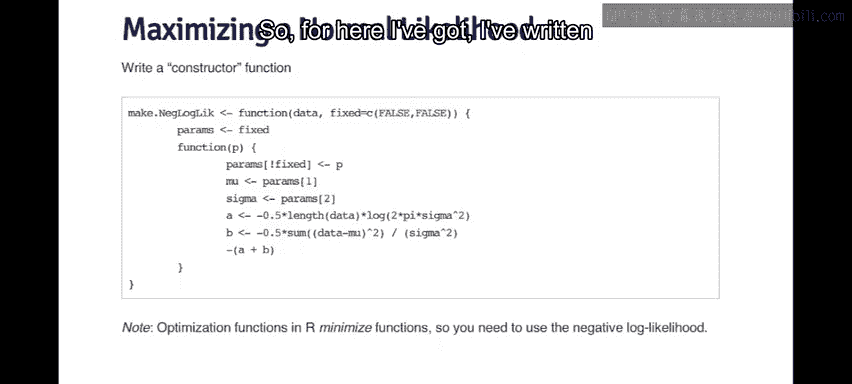 Maximizing a Normal Likelihood
So, for here I've got, I've written
Write a “constructor” function
make.NegLogLik <- function(data, fixed=c(FALSE,FALSE)) {
params <- fixed
function(p) {
params[!fixed] <- p
mu <- params[1]
sigma <- params[2]
a <- -0.5*length(data)*log(2*pi*sigma^2)
b <- -0.5*sum((data-mu)^2) / (sigma^2)
-(a + b)
}
}
Note: Optimization functions in R minimize functions, so you need to use the negative log-likelihood.